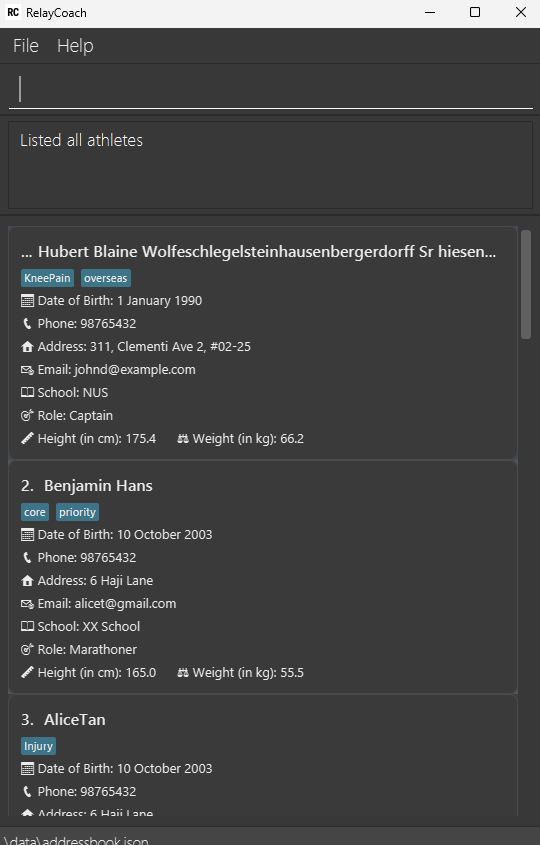 RC RelayCoach
File Help
Listed all athletes
... Hubert Blaine Wolfeschlegelsteinhausenbergerdorff Sr hiesen...
KneePain overseas
Date of Birth: 1 January 1990
Phone: 98765432
Address: 311, Clementi Ave 2, #02-25
Email: johnd@example.com
School: NUS
Role: Captain
Height (in cm): 175.4 Weight (in kg): 66.2
2. Benjamin Hans
core priority
Date of Birth: 10 October 2003
Phone: 98765432
Address: 6 Haji Lane
Email: alicet@gmail.com
School: XX School
Role: Marathoner
Height (in cm): 165.0 Weight (in kg): 55.5
3. AliceTan
Injury
Date of Birth: 10 October 2003
Phone: 98765432
Address: 6 Haji Lane
\data\addressbook.json